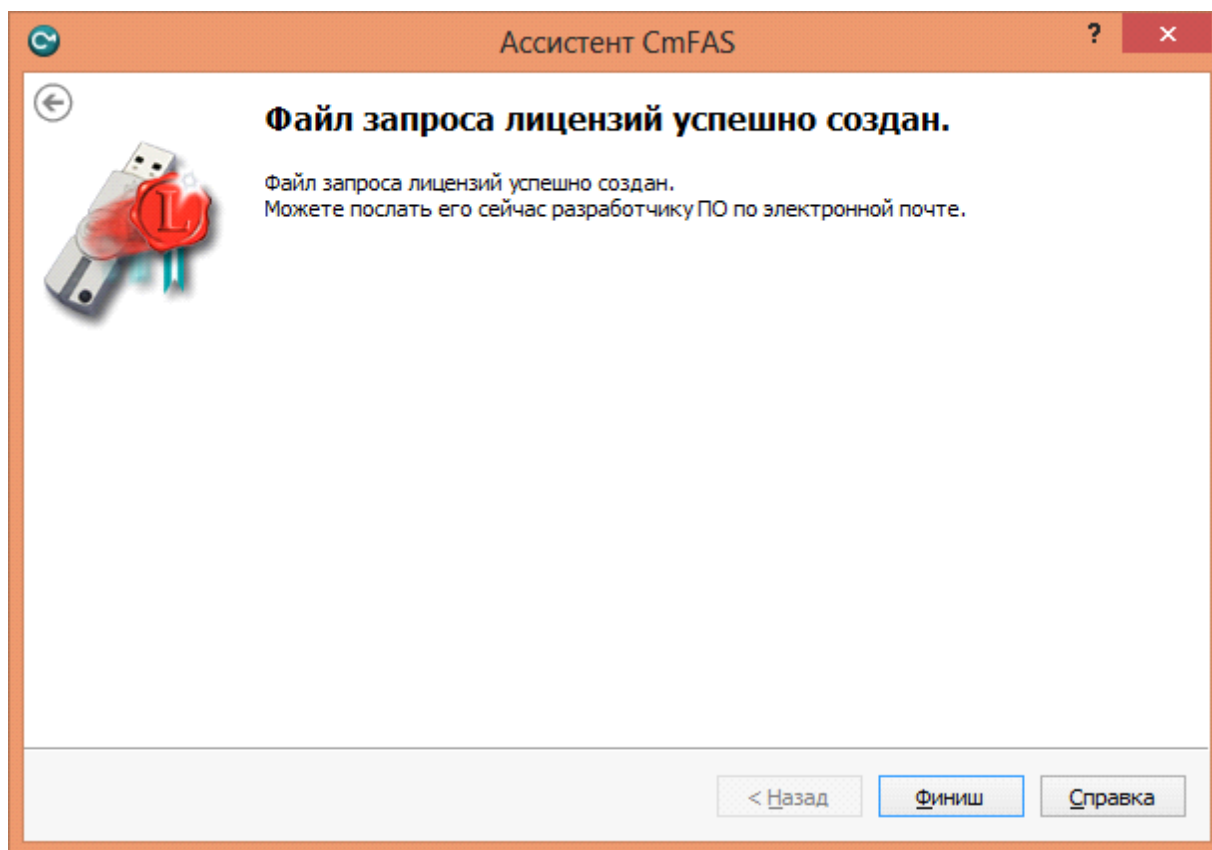 Ассистент CmFAS
?
Файл запроса лицензий успешно создан.
Файл запроса лицензий успешно создан.
Можете послать его сейчас разработчику ПО по электронной почте.
L
< Назад
Финиш
Справка